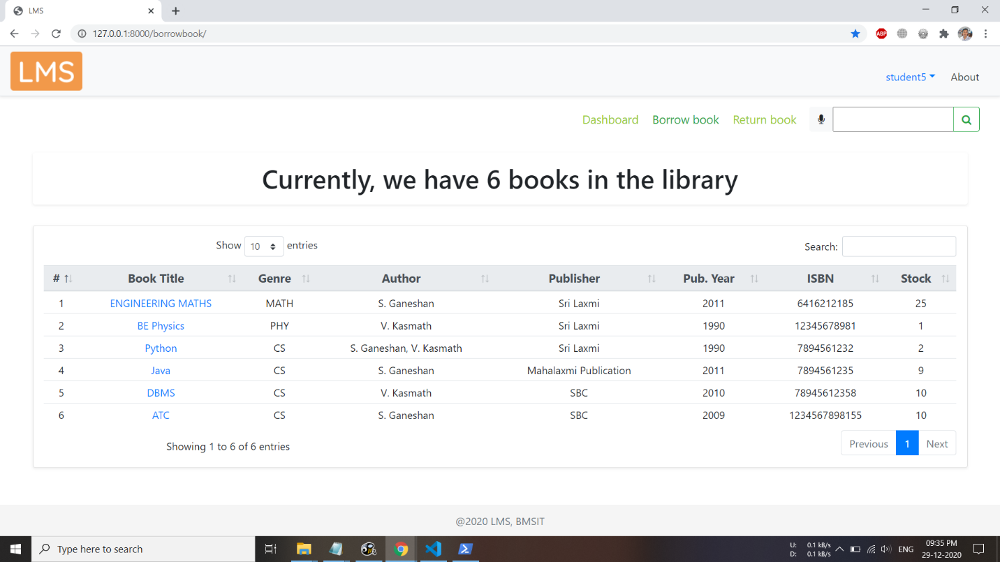 LMS
127.0.0.1:8000/borrowbook/
ABP
LMS
student5 About
Dashboard Borrow book Return book
Currently, we have 6 books in the library
Show 10 entries Search:
# Book Title Genre Author Publisher Pub. Year ISBN Stock
1 ENGINEERING MATHS MATH S. Ganeshan Sri Laxmi 2011 6416212185 25
2 BE Physics PHY V. Kasmath Sri Laxmi 1990 12345678981 1
3 Python CS S. Ganeshan, V. Kasmath Sri Laxmi 1990 7894561232 2
4 Java CS S. Ganeshan Mahalaxmi Publication 2011 7894561235 9
5 DBMS CS V. Kasmath SBC 2010 78945612358 10
6 ATC CS S. Ganeshan SBC 2009 1234567898155 10
Showing 1 to 6 of 6 entries Previous 1 Next
@2020 LMS, BMSIT
Type here to search
U: 0.1 kB/s
D: 0.1 kB/s
ENG
09:35 PM
29-12-2020